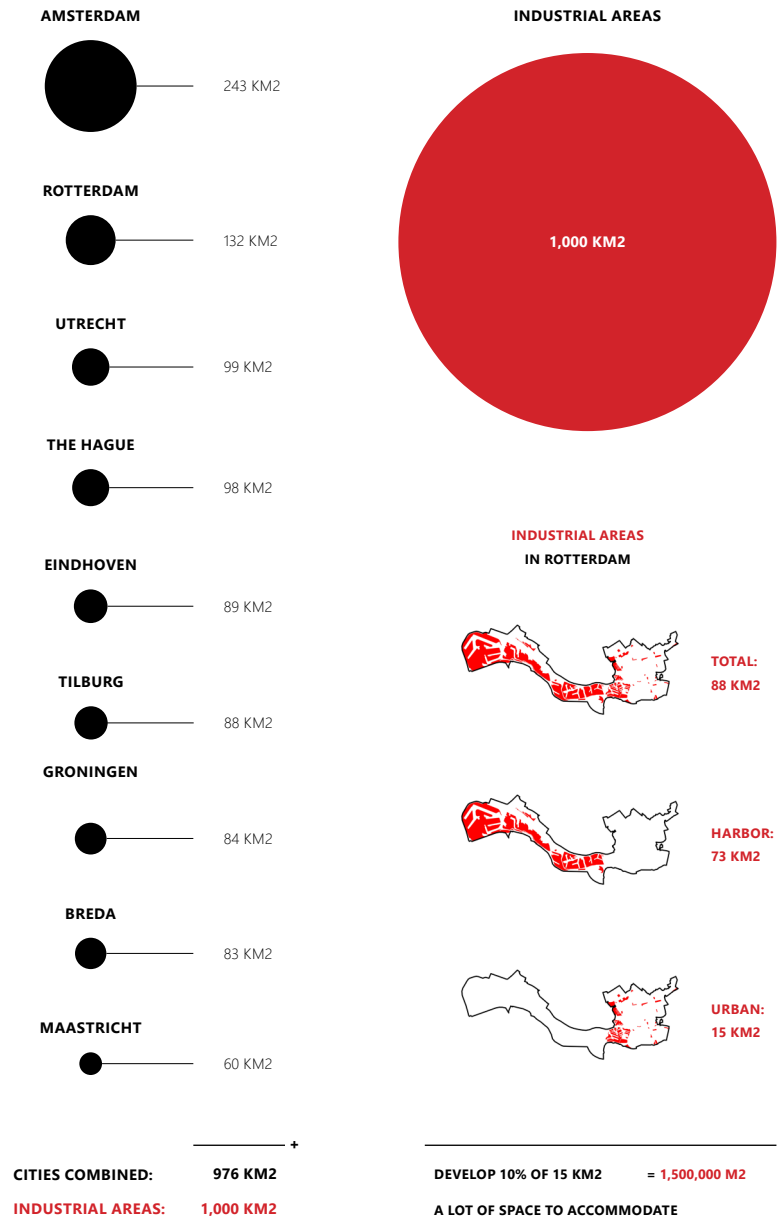 AMSTERDAM
243 KM2
ROTTERDAM
132 KM2
UTRECHT
99 KM2
THE HAGUE
98 KM2
EINDHOVEN
89 KM2
TILBURG
88 KM2
GRONINGEN
84 KM2
BREDA
83 KM2
MAASTRICHT
60 KM2
+
CITIES COMBINED: 976 KM2
INDUSTRIAL AREAS: 1,000 KM2
INDUSTRIAL AREAS
1,000 KM2
INDUSTRIAL AREAS
IN ROTTERDAM
TOTAL:
88 KM2
HARBOR:
73 KM2
URBAN:
15 KM2
DEVELOP 10% OF 15 KM2 = 1,500,000 M2
A LOT OF SPACE TO ACCOMMODATE